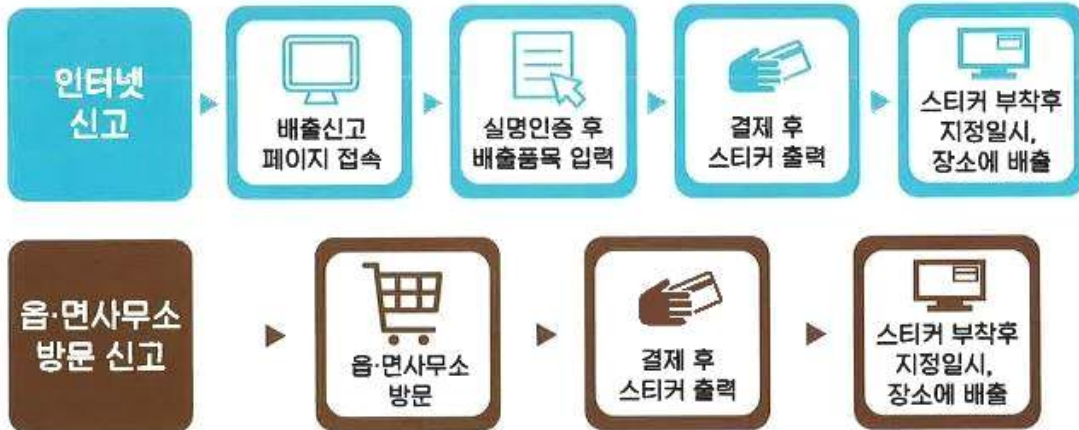 인터넷
신고
배출신고
페이지 접속
실명인증 후
배출품목 입력
결제 후
스티커 출력
스티커 부착후
지정일시,
장소에 배출
읍·면사무소
방문 신고
읍·면사무소
방문
결제 후
스티커 출력
스티커 부착후
지정일시,
장소에 배출